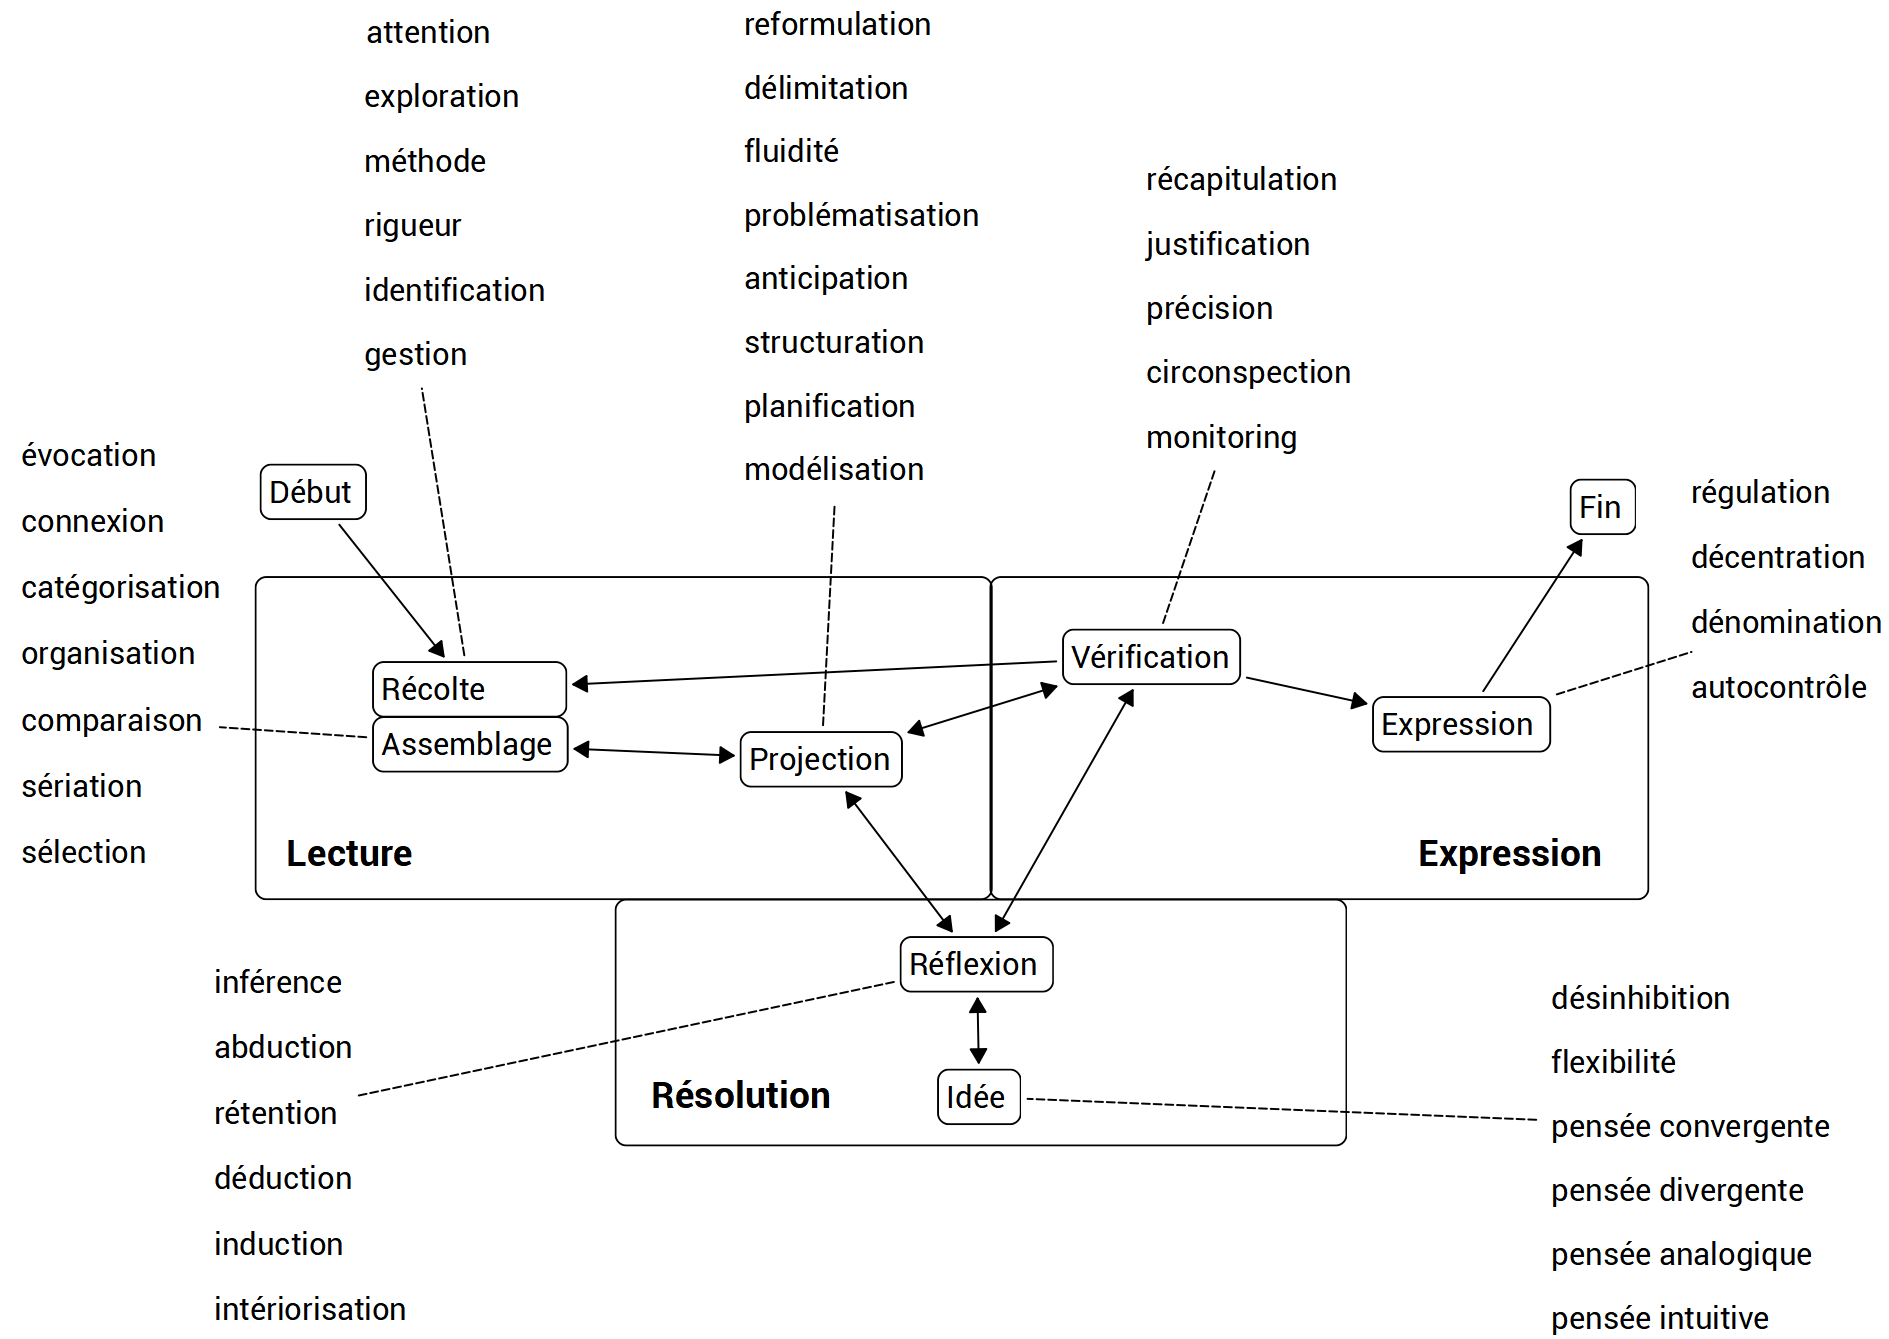 attention
exploration
méthode
rigueur
identification
gestion
reformulation
délimitation
fluidité
problématisation
anticipation
structuration
planification
modélisation
récapitulation
justification
précision
circonspection
monitoring
évocation
connexion
catégorisation
organisation
comparaison
sériation
sélection
Début
Fin
régulation
décentration
dénomination
autocontrôle
Récolte
Assemblage
Projection
Vérification
Expression
Lecture
Expression
Réflexion
Idée
Résolution
inférence
abduction
rétention
déduction
induction
intériorisation
désinhibition
flexibilité
pensée convergente
pensée divergente
pensée analogique
pensée intuitive